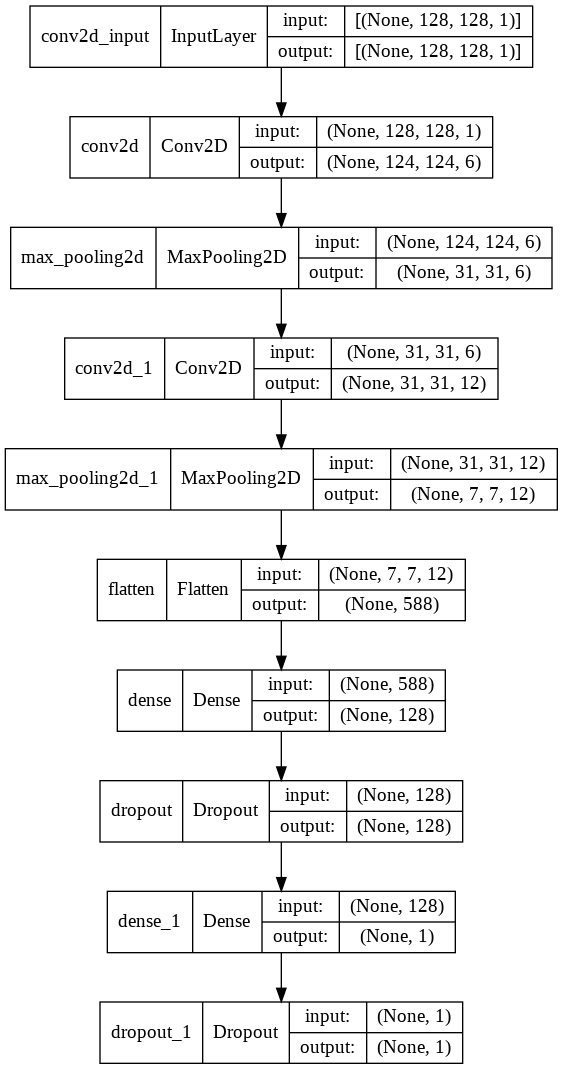 conv2d_input InputLayer input: [(None, 128, 128, 1)]
output: [(None, 128, 128, 1)]
conv2d Conv2D input: (None, 128, 128, 1)
output: (None, 124, 124, 6)
max_pooling2d MaxPooling2D input: (None, 124, 124, 6)
output: (None, 31, 31, 6)
conv2d_1 Conv2D input: (None, 31, 31, 6)
output: (None, 31, 31, 12)
max_pooling2d_1 MaxPooling2D input: (None, 31, 31, 12)
output: (None, 7, 7, 12)
flatten Flatten input: (None, 7, 7, 12)
output: (None, 588)
dense Dense input: (None, 588)
output: (None, 128)
dropout Dropout input: (None, 128)
output: (None, 128)
dense_1 Dense input: (None, 128)
output: (None, 1)
dropout_1 Dropout input: (None, 1)
output: (None, 1)